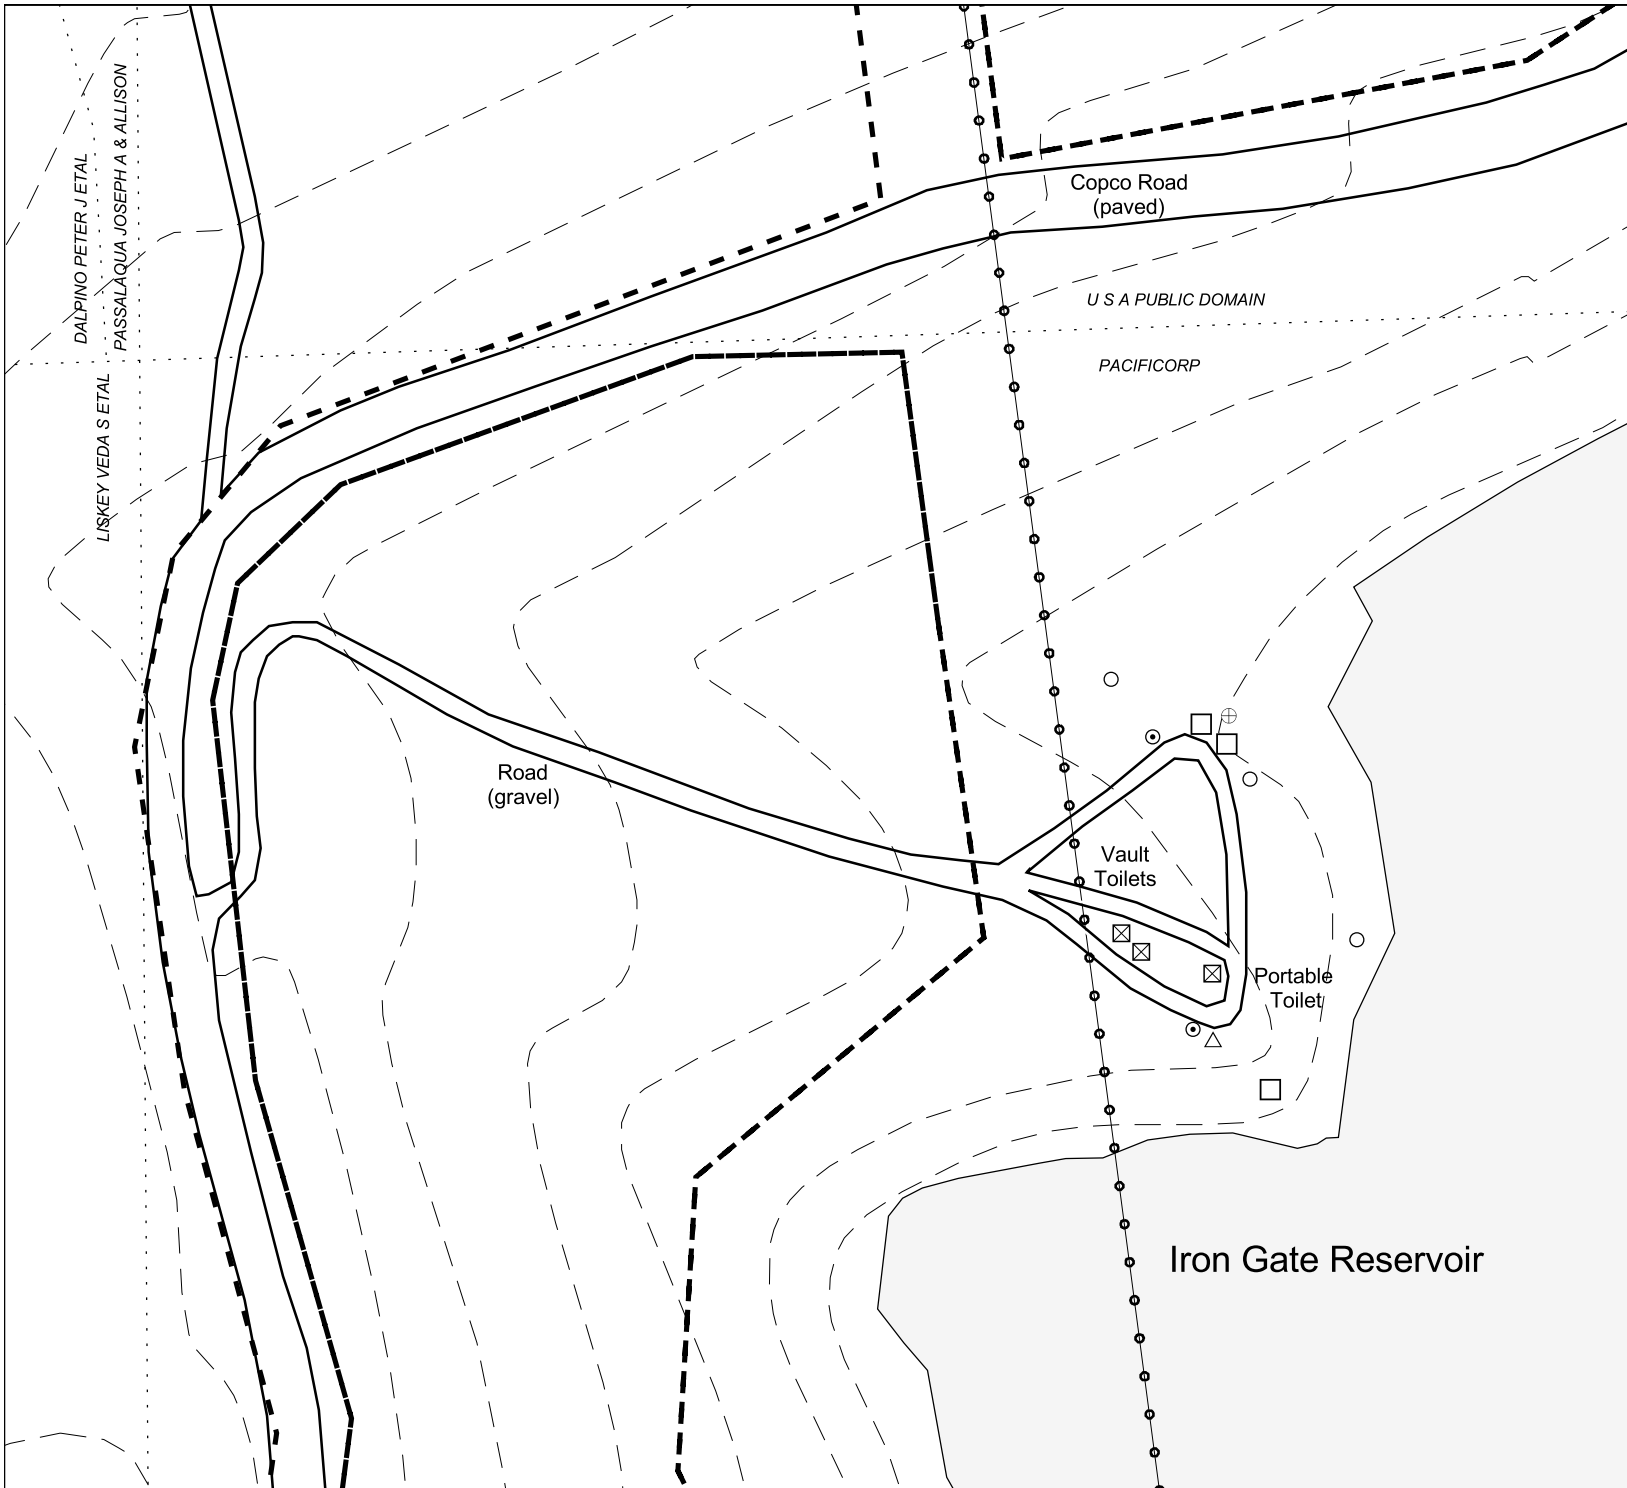 DALPINO PETER J ETAL
PASSALAQUA JOSEPH A & ALLISON
LISKEY VEDA S ETAL
Copco Road
(paved)
U S A PUBLIC DOMAIN
PACIFICORP
Road
(gravel)
Vault
Toilets
Portable
Toilet
Iron Gate Reservoir